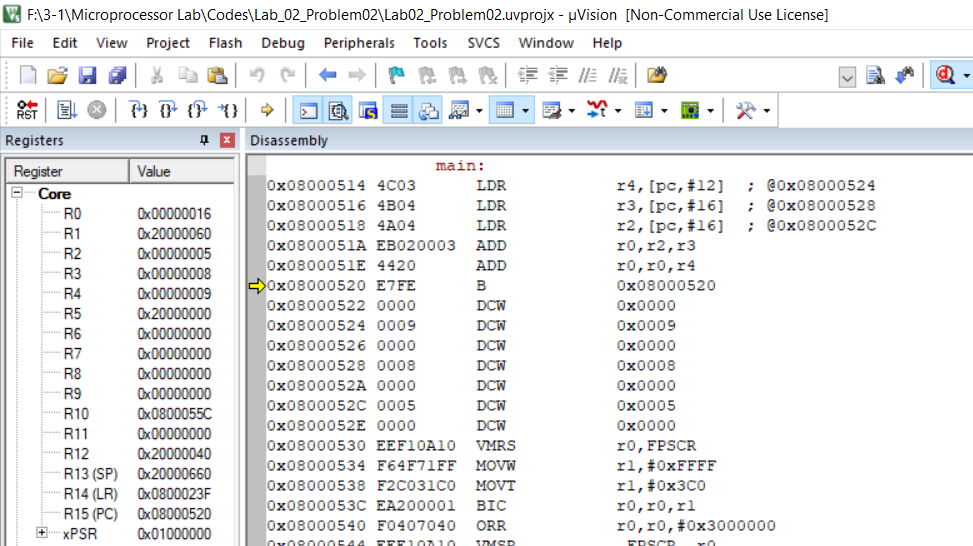 F:\3-1\Microprocessor Lab\Codes\Lab_02_Problem02\Lab02_Problem02.uvprojx - µVision [Non-Commercial Use License]
File Edit View Project Flash Debug Peripherals Tools SVCS Window Help
RST
Registers
Register Value
Core
R0 0x00000016
R1 0x20000060
R2 0x00000005
R3 0x00000008
R4 0x00000009
R5 0x20000000
R6 0x00000000
R7 0x00000000
R8 0x00000000
R9 0x00000000
R10 0x0800055C
R11 0x00000000
R12 0x20000040
R13 (SP) 0x20000660
R14 (LR) 0x0800023F
R15 (PC) 0x08000520
xPSR 0x01000000
Disassembly
main:
0x08000514 4C03 LDR r4,[pc,#12] ; @0x08000524
0x08000516 4B04 LDR r3,[pc,#16] ; @0x08000528
0x08000518 4A04 LDR r2,[pc,#16] ; @0x0800052C
0x0800051A EB020003 ADD r0,r2,r3
0x0800051E 4420 ADD r0,r0,r4
0x08000520 E7FE B 0x08000520
0x08000522 0000 DCW 0x0000
0x08000524 0009 DCW 0x0009
0x08000526 0000 DCW 0x0000
0x08000528 0008 DCW 0x0008
0x0800052A 0000 DCW 0x0000
0x0800052C 0005 DCW 0x0005
0x0800052E 0000 DCW 0x0000
0x08000530 EEF10A10 VMRS r0,FPSCR
0x08000534 F64F71FF MOVW r1,#0xFFFF
0x08000538 F2C031C0 MOVT r1,#0x3C0
0x0800053C EA200001 BIC r0,r0,r1
0x08000540 F0407040 ORR r0,r0,#0x3000000
0x08000544 EEE10A10 VMSR FPSCR, r0